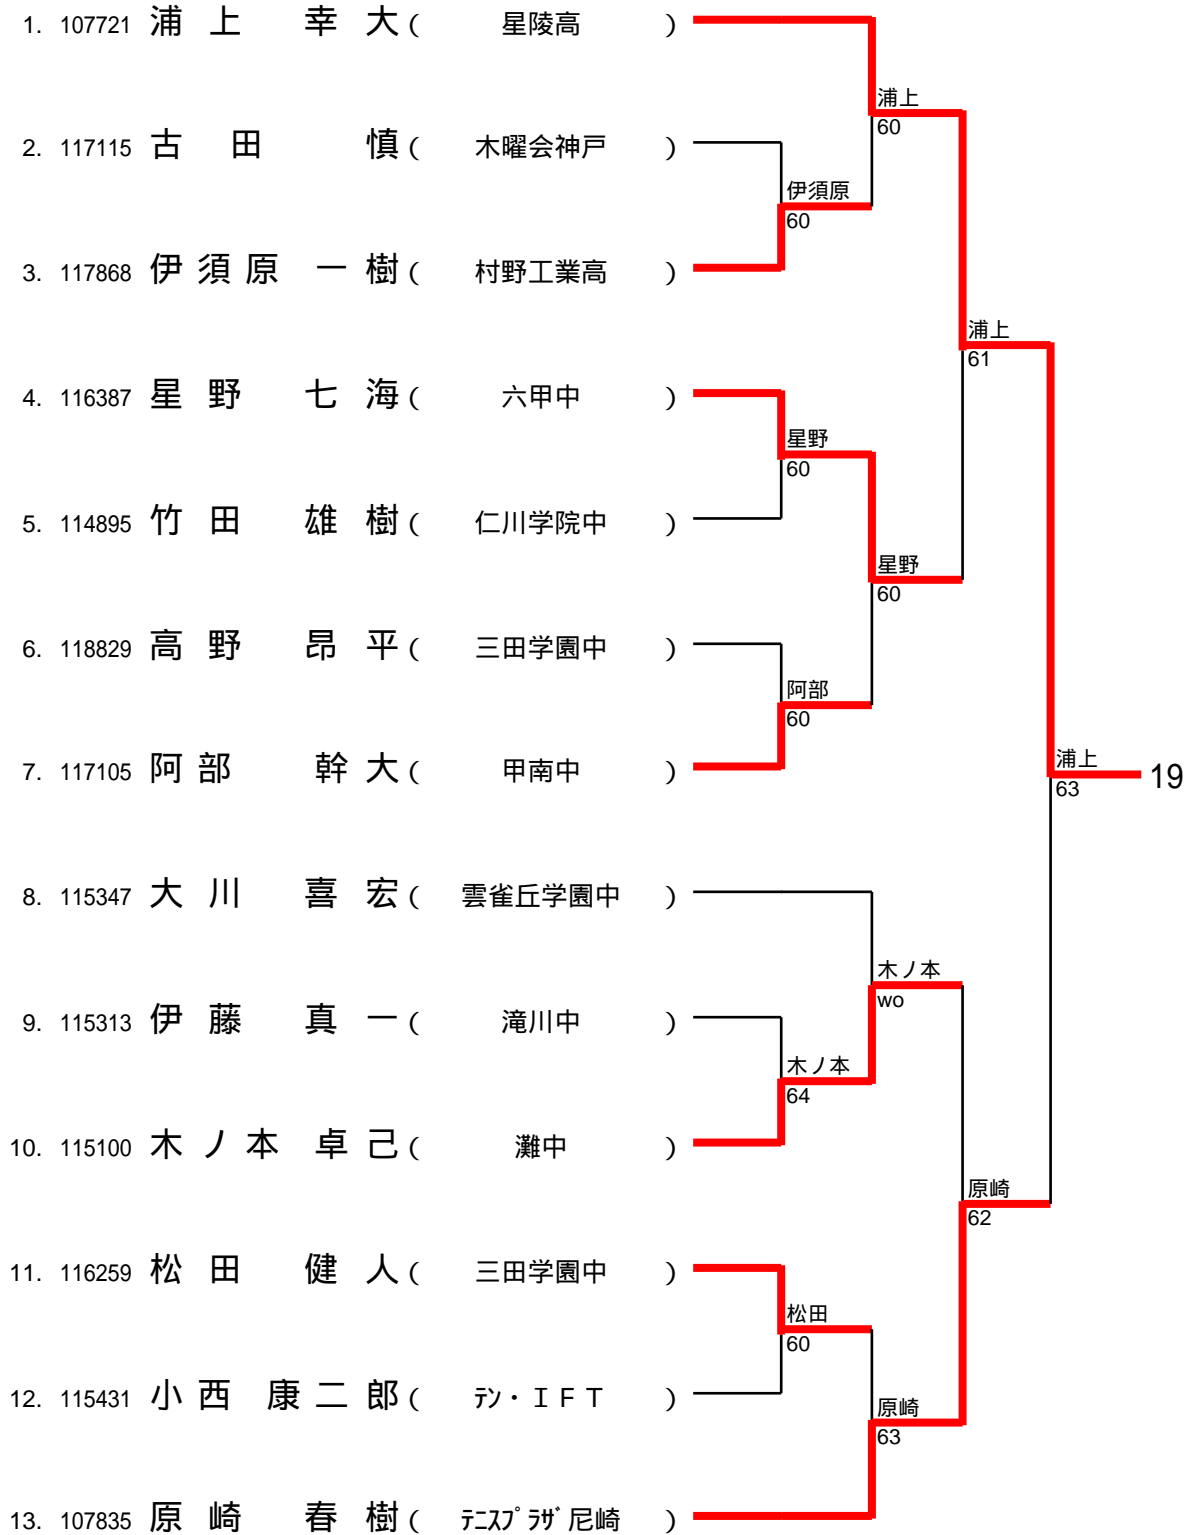 1. 107721 浦上 幸大 ( 星陵高 )
浦上
60
2. 117115 古田 慎 ( 木曜会神戸 )
伊須原
60
3. 117868 伊須原 一樹 ( 村野工業高 )
浦上
61
4. 116387 星野 七海 ( 六甲中 )
星野
60
5. 114895 竹田 雄樹 ( 仁川学院中 )
星野
60
6. 118829 高野 昂平 ( 三田学園中 )
阿部
60
7. 117105 阿部 幹大 ( 甲南中 )
浦上
63
19
8. 115347 大川 喜宏 ( 雲雀丘学園中 )
木ノ本
wo
9. 115313 伊藤 真一 ( 滝川中 )
木ノ本
64
10. 115100 木ノ本 卓己 ( 灘中 )
原崎
62
11. 116259 松田 健人 ( 三田学園中 )
松田
60
12. 115431 小西 康二郎 ( ﾃﾝ・ＩＦＴ )
原崎
63
13. 107835 原崎 春樹 ( ﾃﾆｽﾌﾟﾗｻﾞ尼崎 )